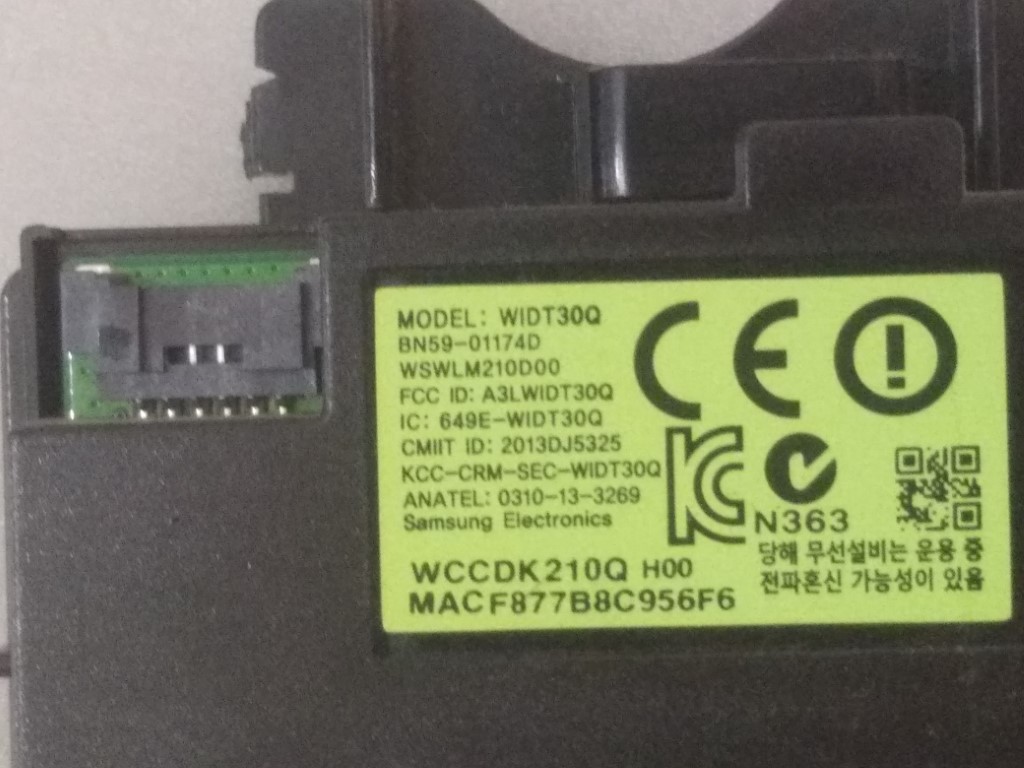 MODEL: WIDT30Q
BN59-01174D
WSWLM210D00
FCC ID: A3LWIDT30Q
IC: 649E-WIDT30Q
CMIIT ID: 2013DJ5325
KCC-CRM-SEC-WIDT30Q
ANATEL: 0310-13-3269
Samsung Electronics
WCCDK210Q H00
MACF877B8C956F6
CE
KC
N363
당해 무선설비는 운용 중
전파혼신 가능성이 있음